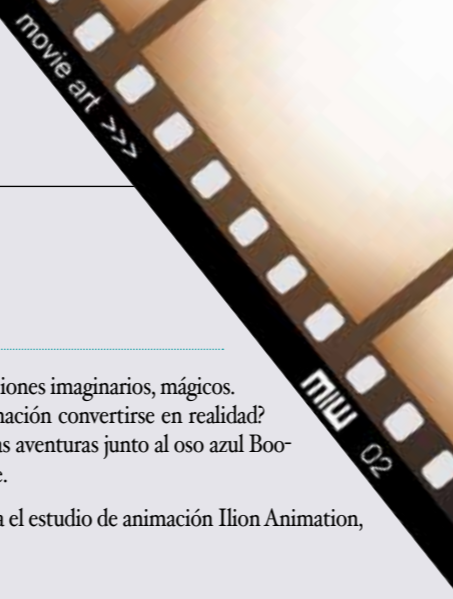 movie art >>>
iones imaginarios, mágicos.
nación convertirse en realidad?
as aventuras junto al oso azul Boo-
e.
a el estudio de animación Ilion Animation,
02